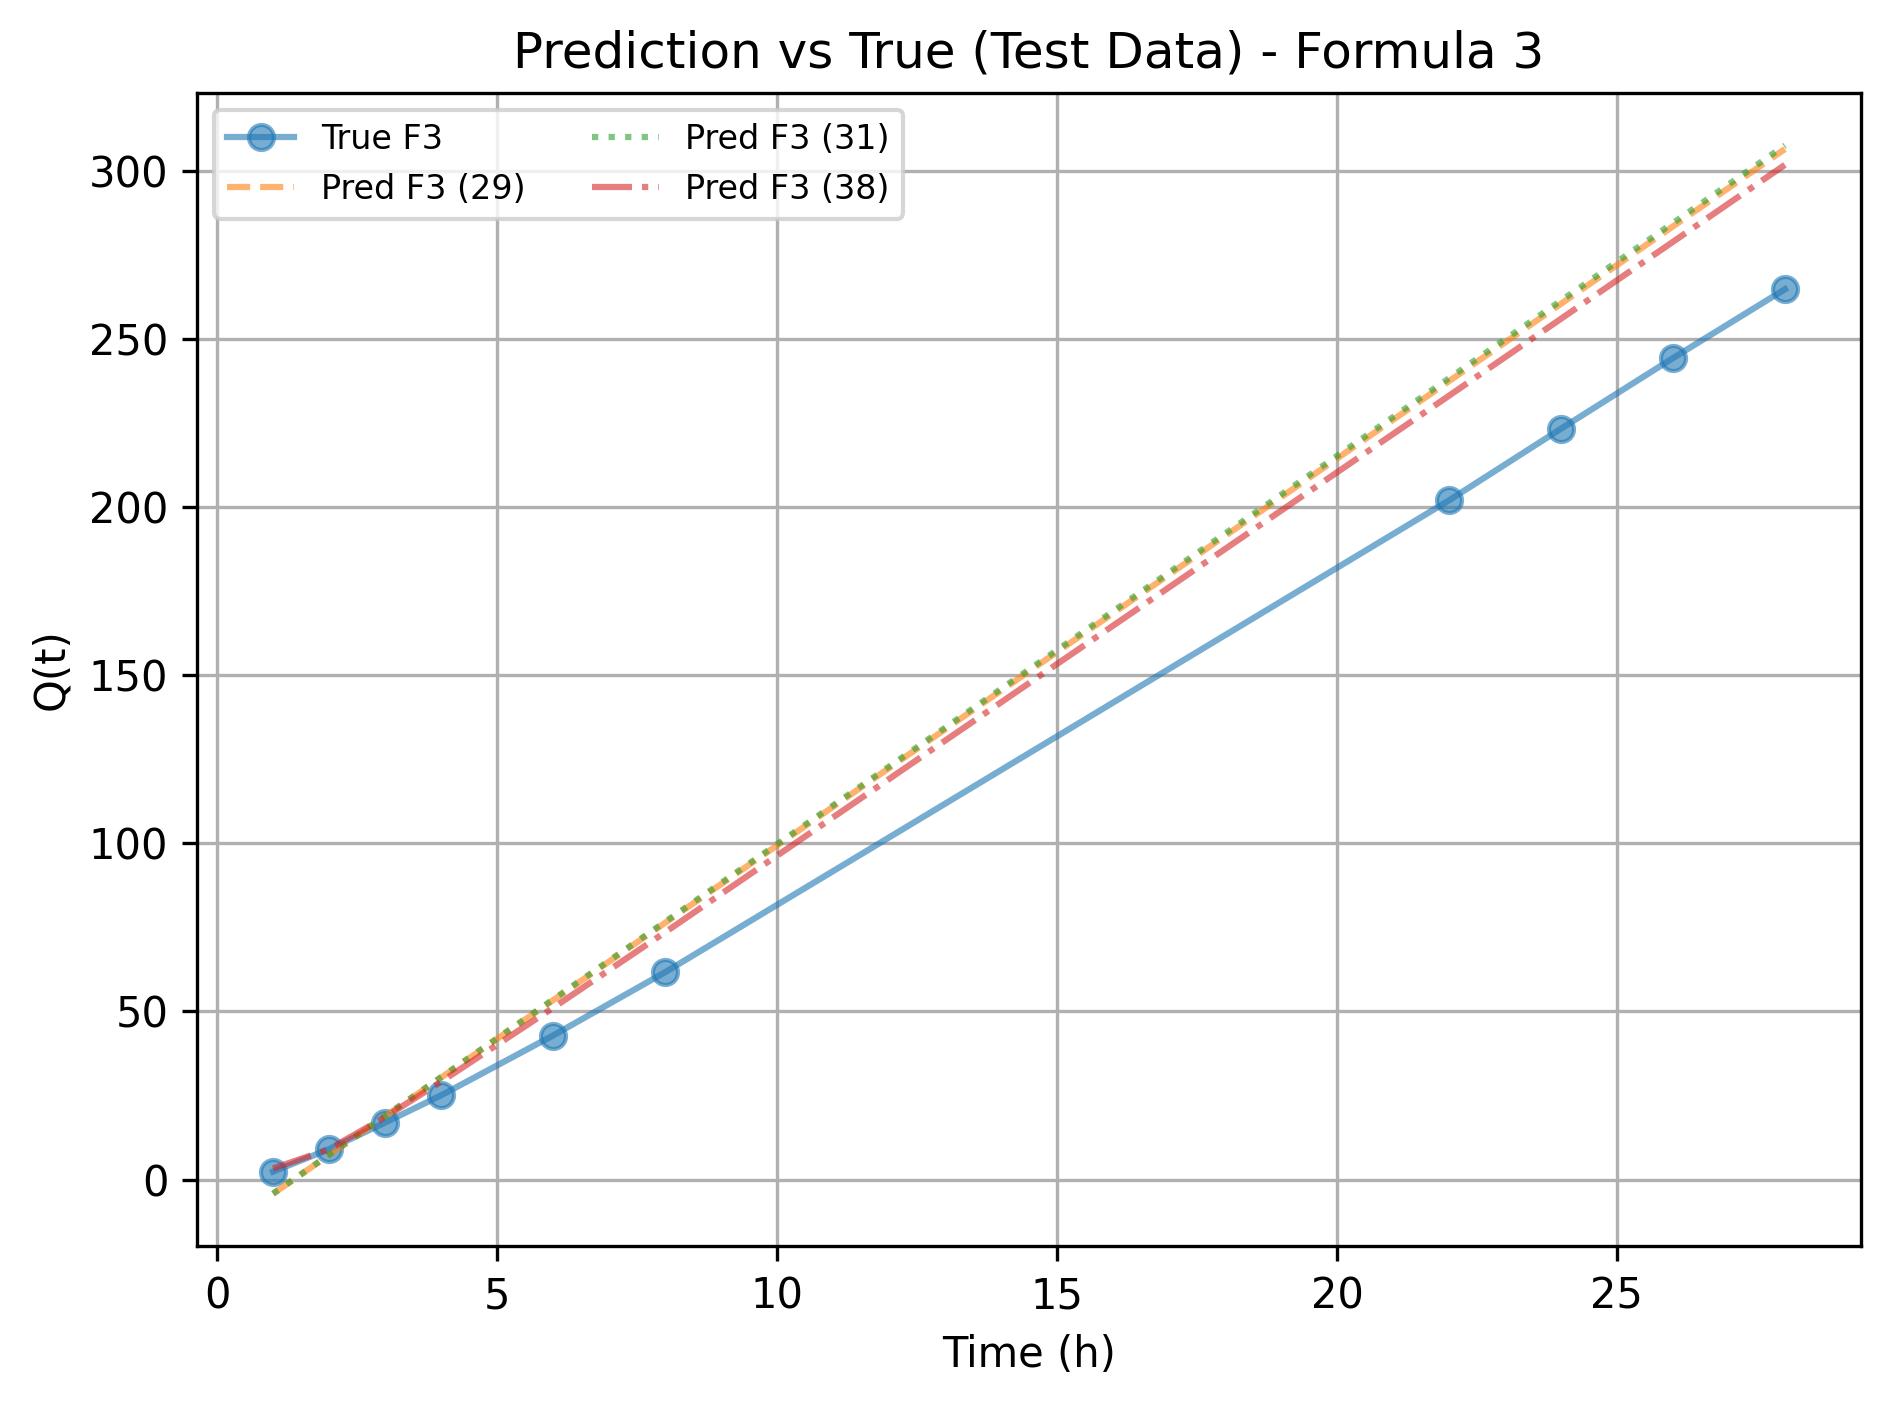 Prediction vs True (Test Data) - Formula 3
True F3
Pred F3 (29)
Pred F3 (31)
Pred F3 (38)
300
250
200
150
100
50
0
Q(t)
0 5 10 15 20 25
Time (h)